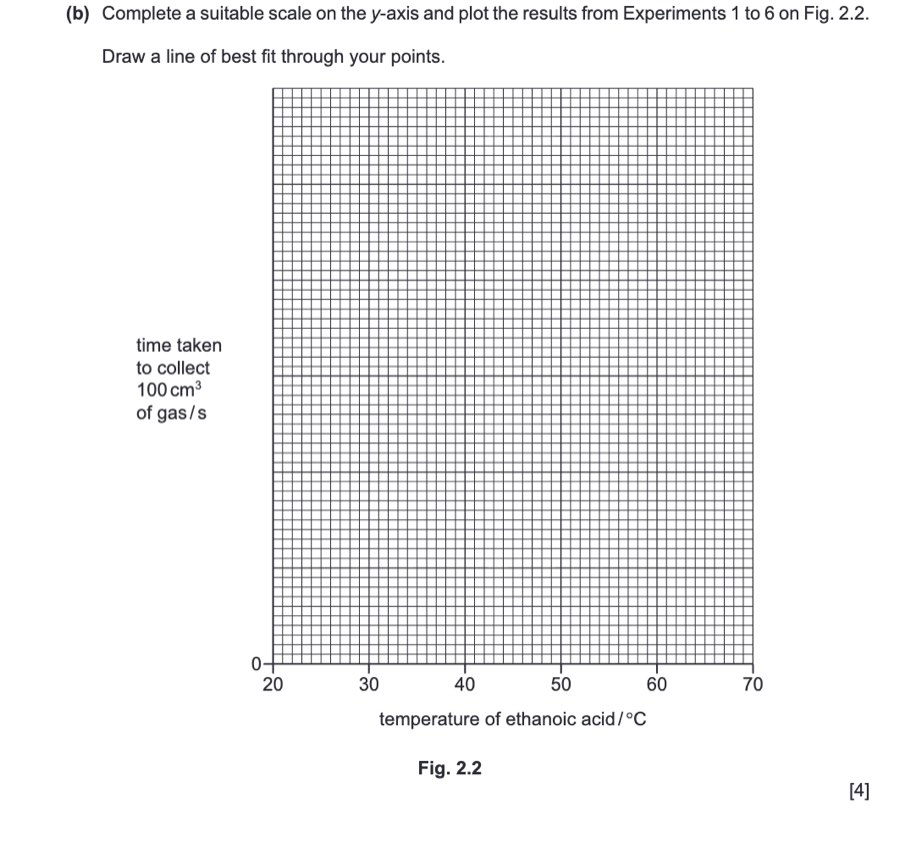 (b) Complete a suitable scale on the y-axis and plot the results from Experiments 1 to 6 on Fig. 2.2.
Draw a line of best fit through your points.
time taken
to collect
100 cm³
of gas / s
0
20 30 40 50 60 70
temperature of ethanoic acid / °C
Fig. 2.2
[4]